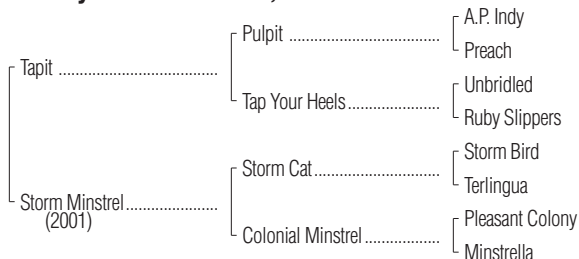 A.P. Indy
Pulpit
Preach
Tapit
Unbridled
Tap Your Heels
Ruby Slippers
Storm Bird
Storm Cat
Terlingua
Storm Minstrel
(2001)
Pleasant Colony
Colonial Minstrel
Minstrella